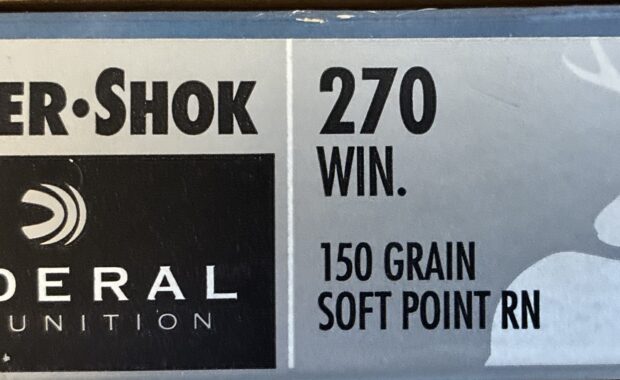 ER•SHOK
DERAL
UNITION
270
WIN.
150 GRAIN
SOFT POINT RN